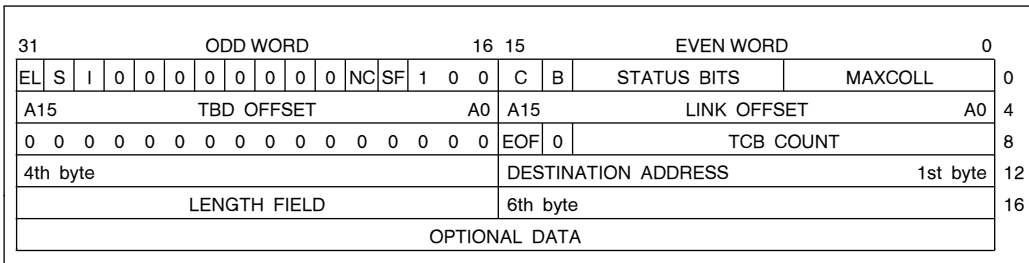 31 ODD WORD 16 15 EVEN WORD 0
EL S I 0 0 0 0 0 0 0 0 NC SF 1 0 0 C B STATUS BITS MAXCOLL 0
A15 TBD OFFSET A0 A15 LINK OFFSET A0 4
0 0 0 0 0 0 0 0 0 0 0 0 0 0 0 0 EOF 0 TCB COUNT 8
4th byte DESTINATION ADDRESS 1st byte 12
LENGTH FIELD 6th byte 16
OPTIONAL DATA